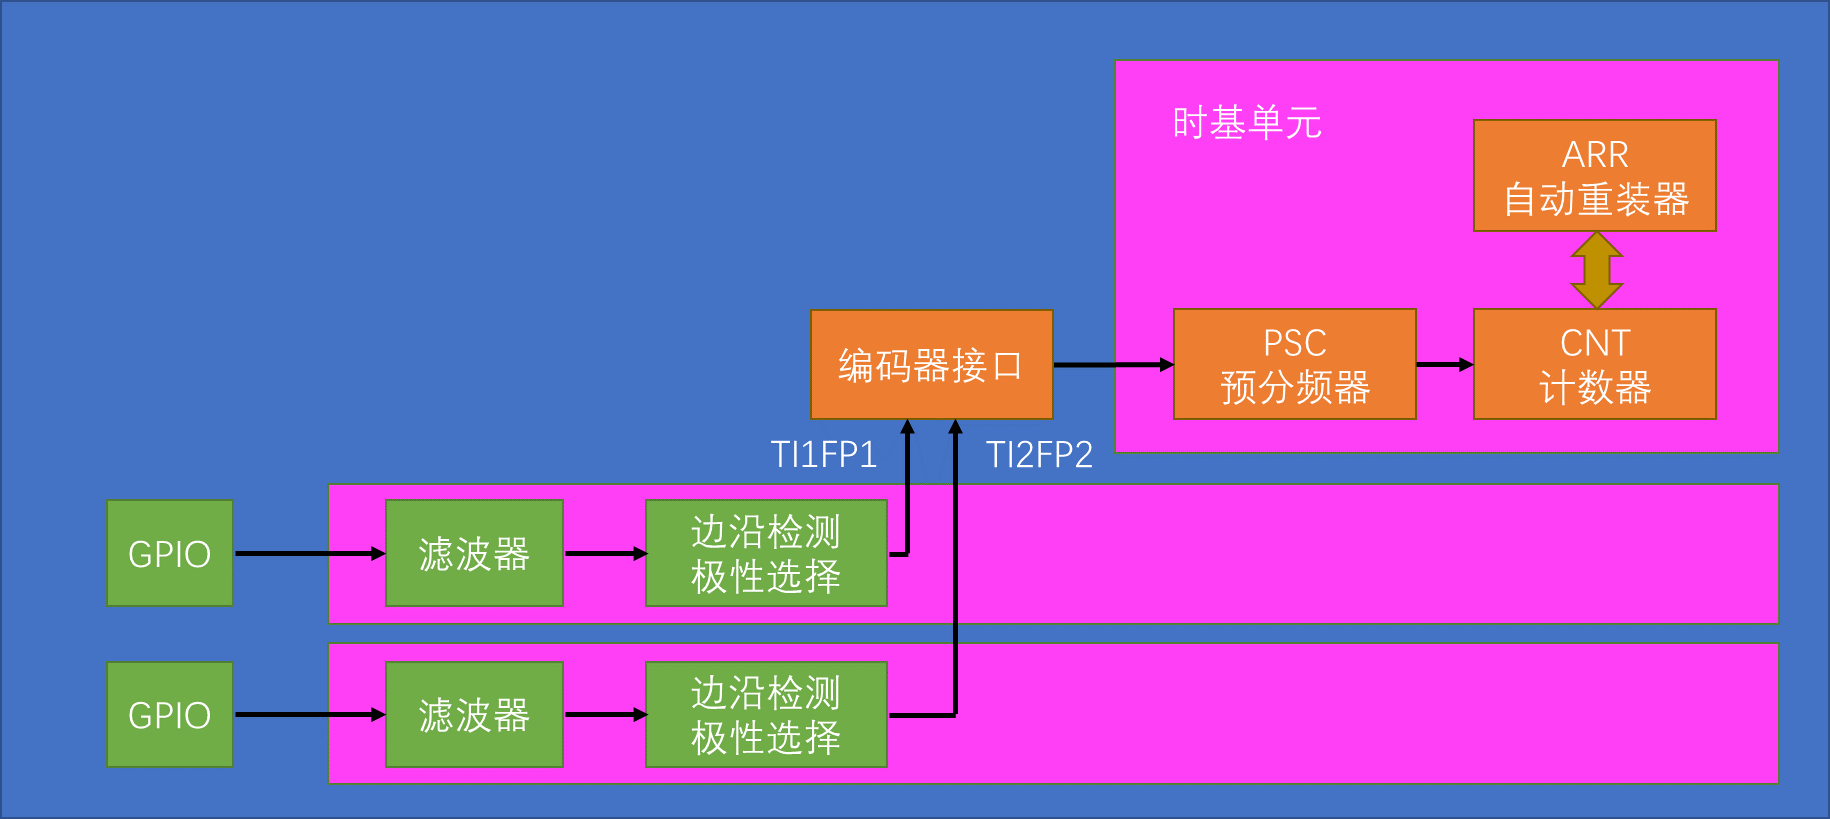 时基单元
ARR
自动重装器
编码器接口
PSC
预分频器
CNT
计数器
TI1FP1
TI2FP2
GPIO
滤波器
边沿检测
极性选择
GPIO
滤波器
边沿检测
极性选择